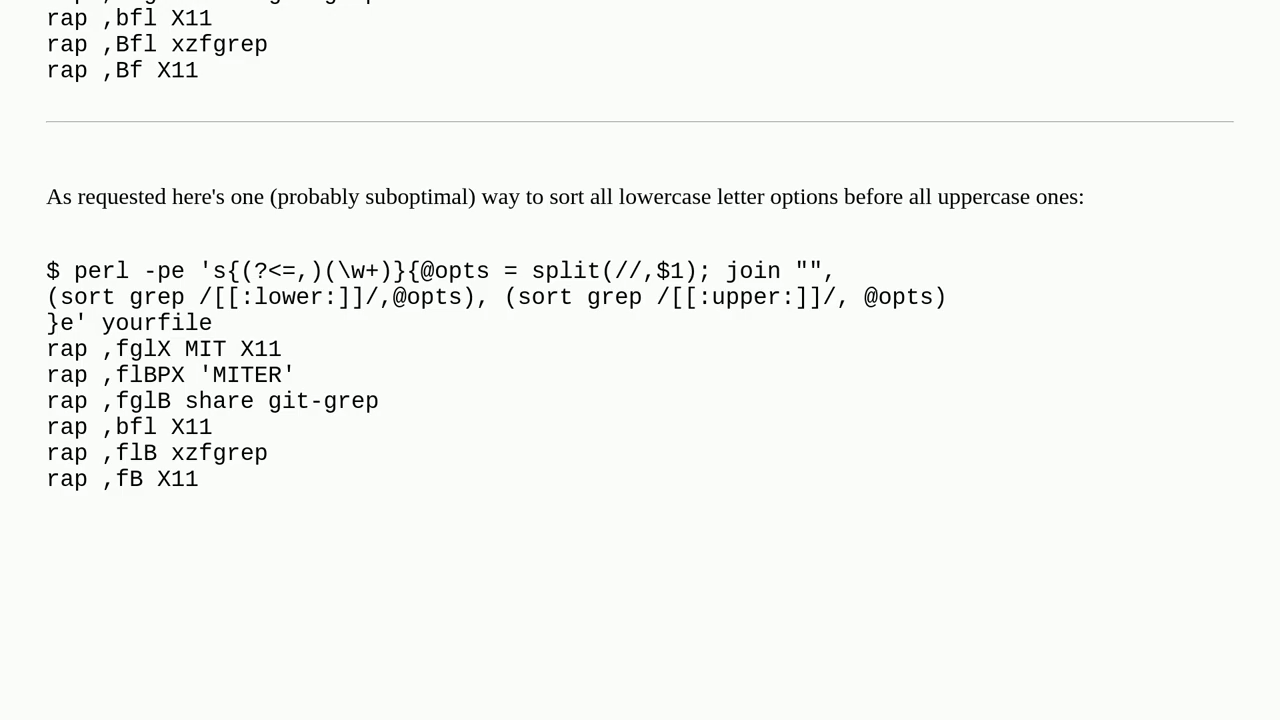 rap ,bfl X11
rap ,Bfl xzfgrep
rap ,Bf X11
As requested here's one (probably suboptimal) way to sort all lowercase letter options before all uppercase ones:
$ perl -pe 's{(?<=,)(\w+)}{@opts = split(//,$1); join "",
(sort grep /[[:lower:]]/,@opts), (sort grep /[[:upper:]]/, @opts)
}e' yourfile
rap ,fglX MIT X11
rap ,flBPX 'MITER'
rap ,fglB share git-grep
rap ,bfl X11
rap ,flB xzfgrep
rap ,fB X11